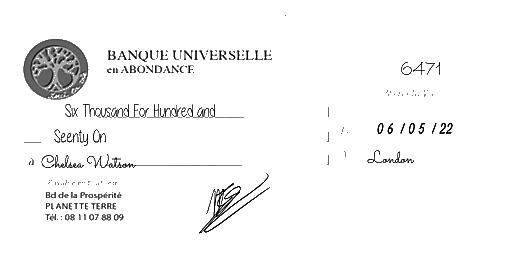 BANQUE UNIVERSELLE
en ABONDANCE
6471
Six Thousand For Hundred and
Seenty On
06/05/22
à Chelsea Watson
London
Bd de la Prospérité
PLANETTE TERRE
Tél. : 08 11 07 88 09